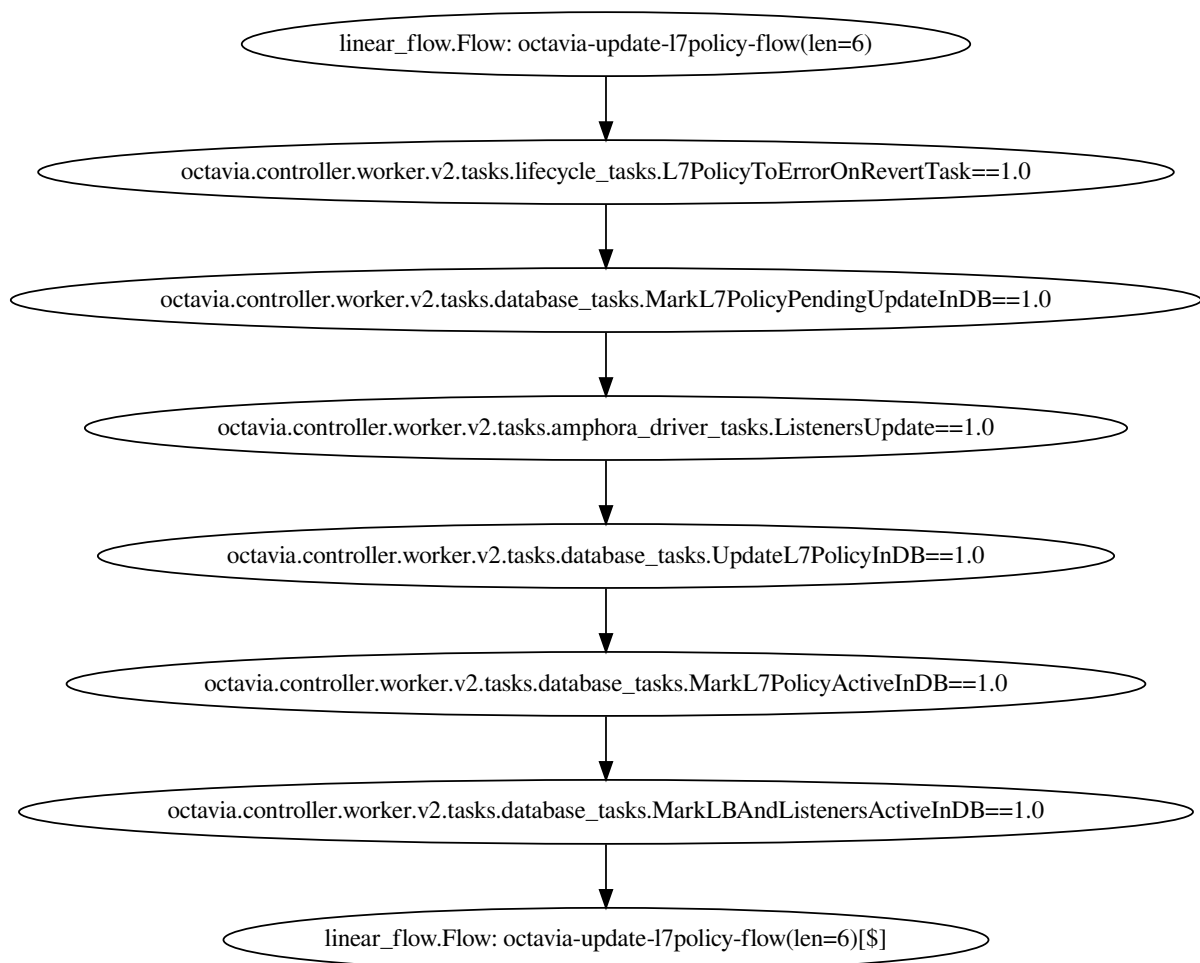 linear_flow.Flow: octavia-update-l7policy-flow(len=6)
octavia.controller.worker.v2.tasks.lifecycle_tasks.L7PolicyToErrorOnRevertTask==1.0
octavia.controller.worker.v2.tasks.database_tasks.MarkL7PolicyPendingUpdateInDB==1.0
octavia.controller.worker.v2.tasks.amphora_driver_tasks.ListenersUpdate==1.0
octavia.controller.worker.v2.tasks.database_tasks.UpdateL7PolicyInDB==1.0
octavia.controller.worker.v2.tasks.database_tasks.MarkL7PolicyActiveInDB==1.0
octavia.controller.worker.v2.tasks.database_tasks.MarkLBAndListenersActiveInDB==1.0
linear_flow.Flow: octavia-update-l7policy-flow(len=6)[$]